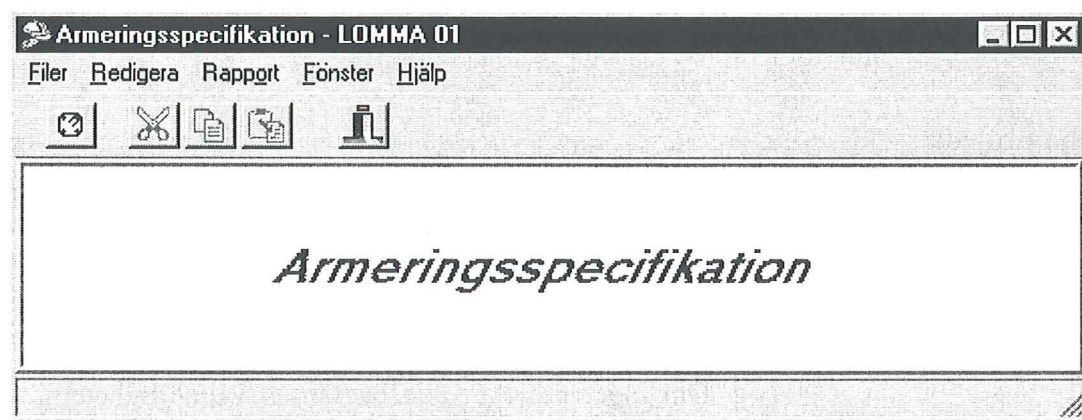 Armeringsspecifikation - LOMMA 01
Filer Redigera Rapport Fönster Hjälp
Armeringsspecifikation